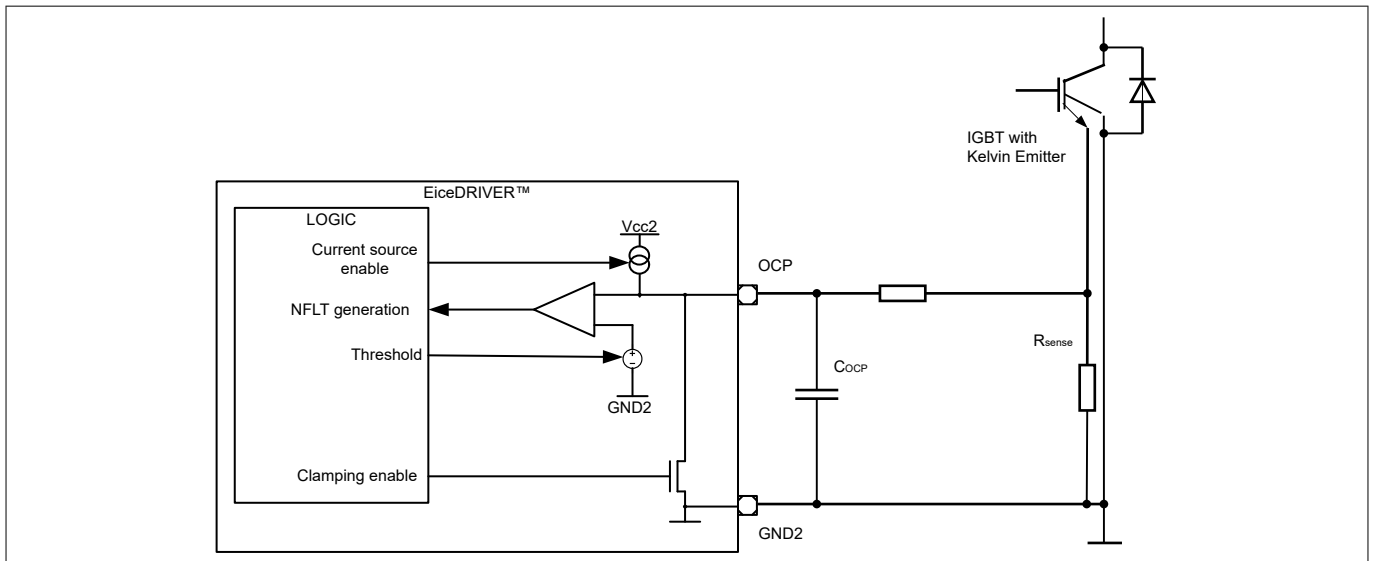 IGBT with
Kelvin Emitter
EiceDRIVER™
LOGIC
Current source
enable
Vcc2
OCP
NFLT generation
Threshold
Rsense
COCP
GND2
Clamping enable
GND2